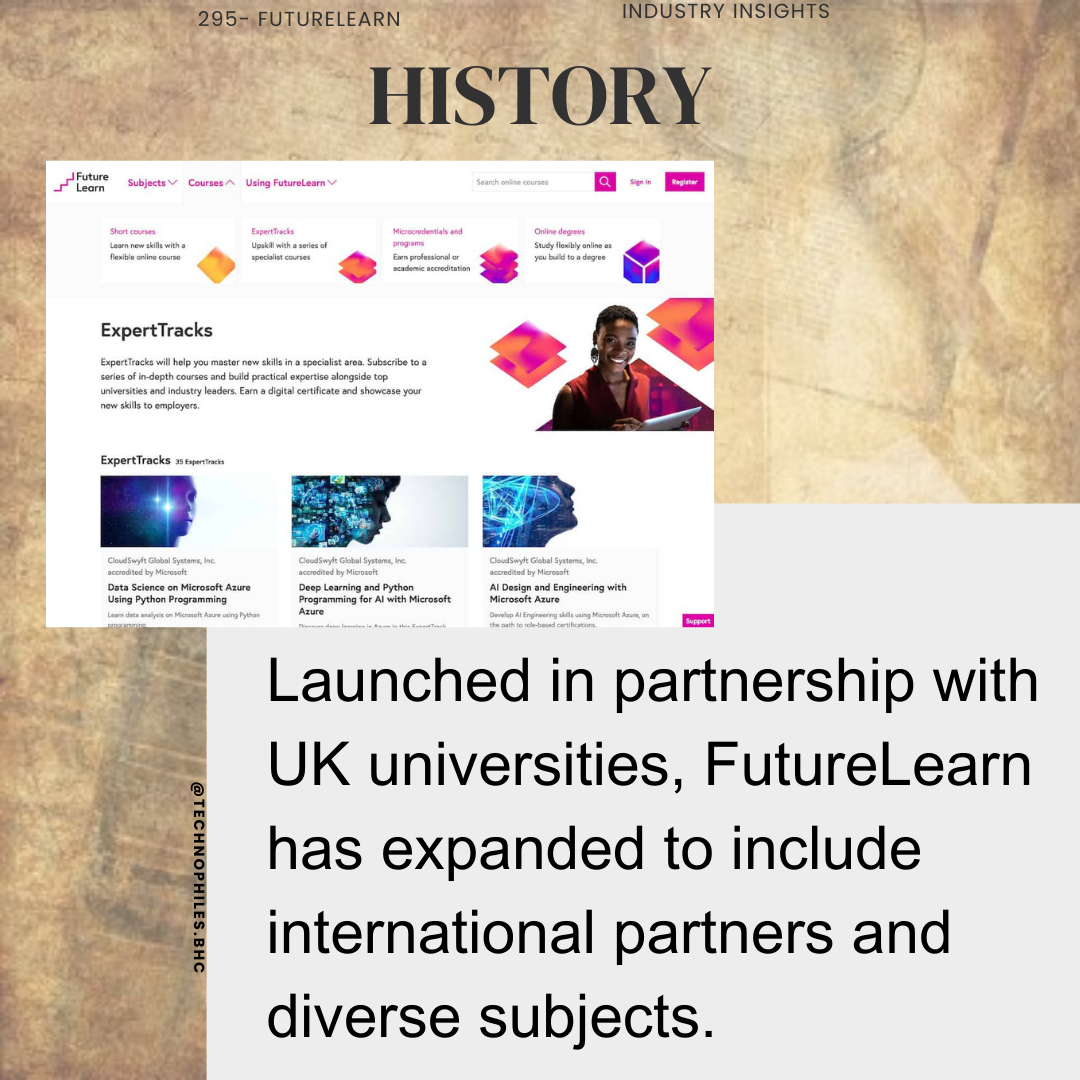 295- FUTURELEARN
INDUSTRY INSIGHTS
HISTORY
Future
Learn
Subjects
Courses
Using FutureLearn
Search online courses
Sign in
Register
Short courses
Learn new skills with a
flexible online course
ExpertTracks
Upskill with a series of
specialist courses
Microcredentials and
programs
Earn professional or
academic accreditation
Online degrees
Study flexibly online as
you build to a degree
ExpertTracks
ExpertTracks will help you master new skills in a specialist area. Subscribe to a
series of in-depth courses and build practical expertise alongside top
universities and industry leaders. Earn a digital certificate and showcase your
new skills to employers.
ExpertTracks 35 ExpertTracks
CloudSwyft Global Systems, Inc.
accredited by Microsoft
Data Science on Microsoft Azure
Using Python Programming
Learn data analysis on Microsoft Azure using Python
programming
CloudSwyft Global Systems, Inc.
accredited by Microsoft
Deep Learning and Python
Programming for AI with Microsoft
Azure
Discover deep learning in Azure in this ExpertTrack
CloudSwyft Global Systems, Inc.
accredited by Microsoft
AI Design and Engineering with
Microsoft Azure
Develop AI Engineering skills using Microsoft Azure, on
the path to role-based certifications.
Support
Launched in partnership with
UK universities, FutureLearn
has expanded to include
international partners and
diverse subjects.
@TECHNOPHILES.BHC